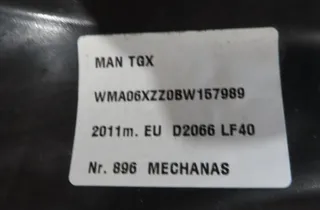 MAN TGX
WMA06XZZ0BW157989
2011m. EU D2066 LF40
Nr. 896 MECHANAS